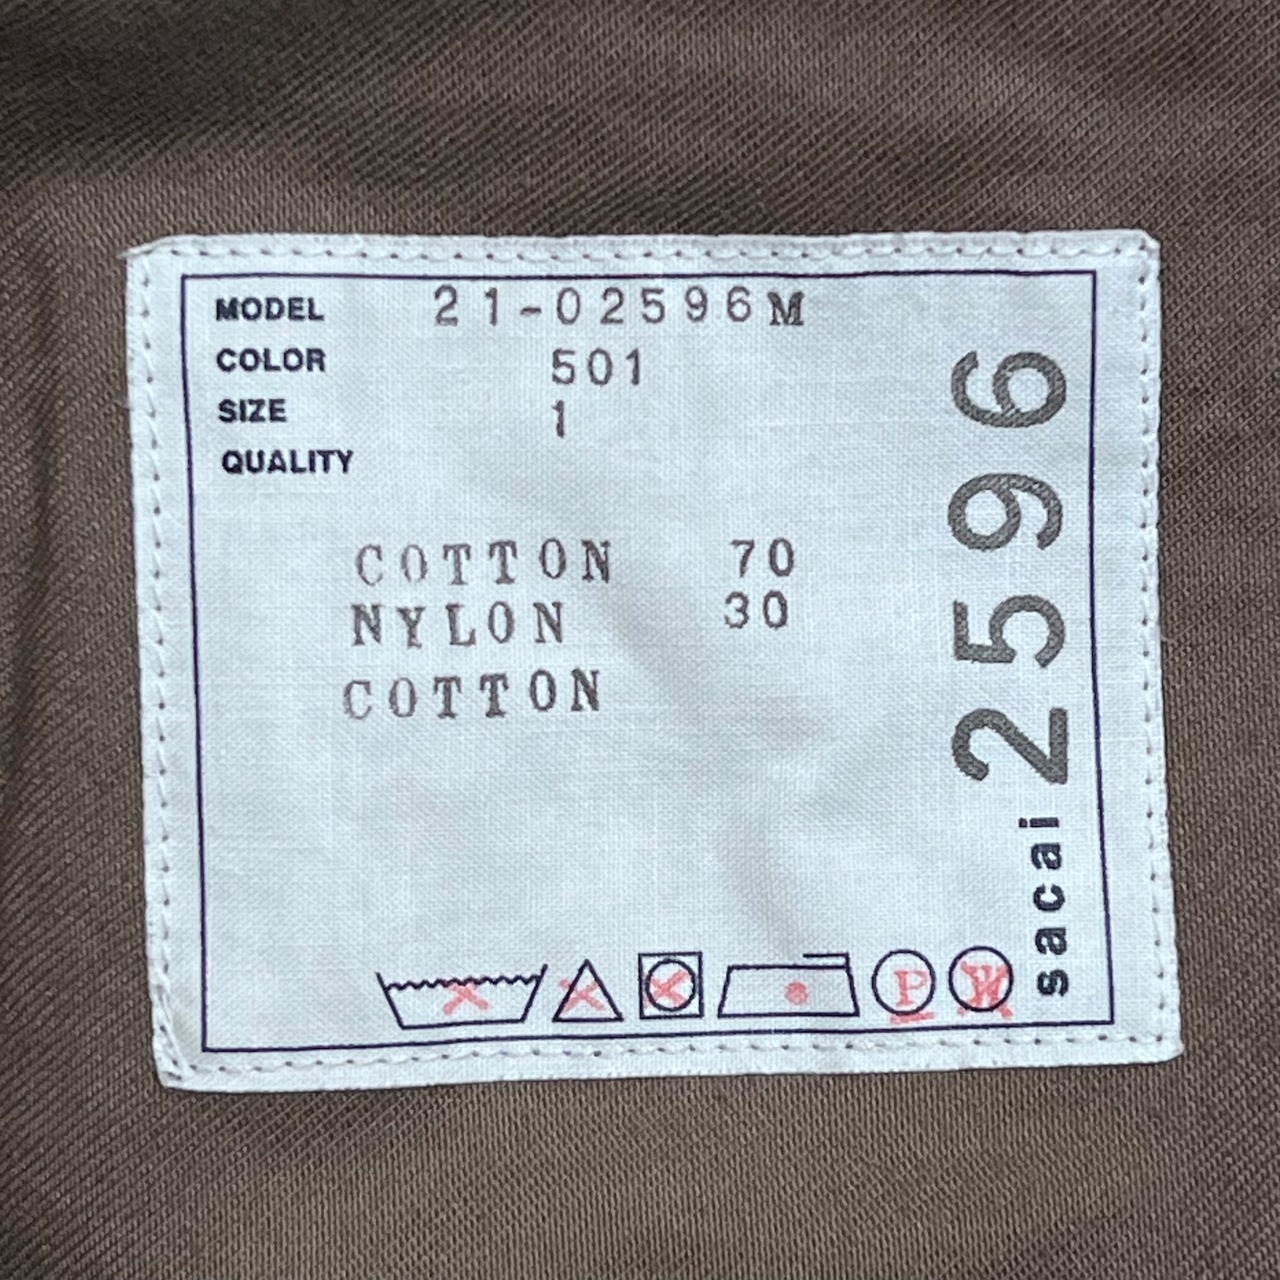 MODEL 21-02596M
COLOR 501
SIZE 1
QUALITY
COTTON 70
NYLON 30
COTTON
P W
sacai 2596